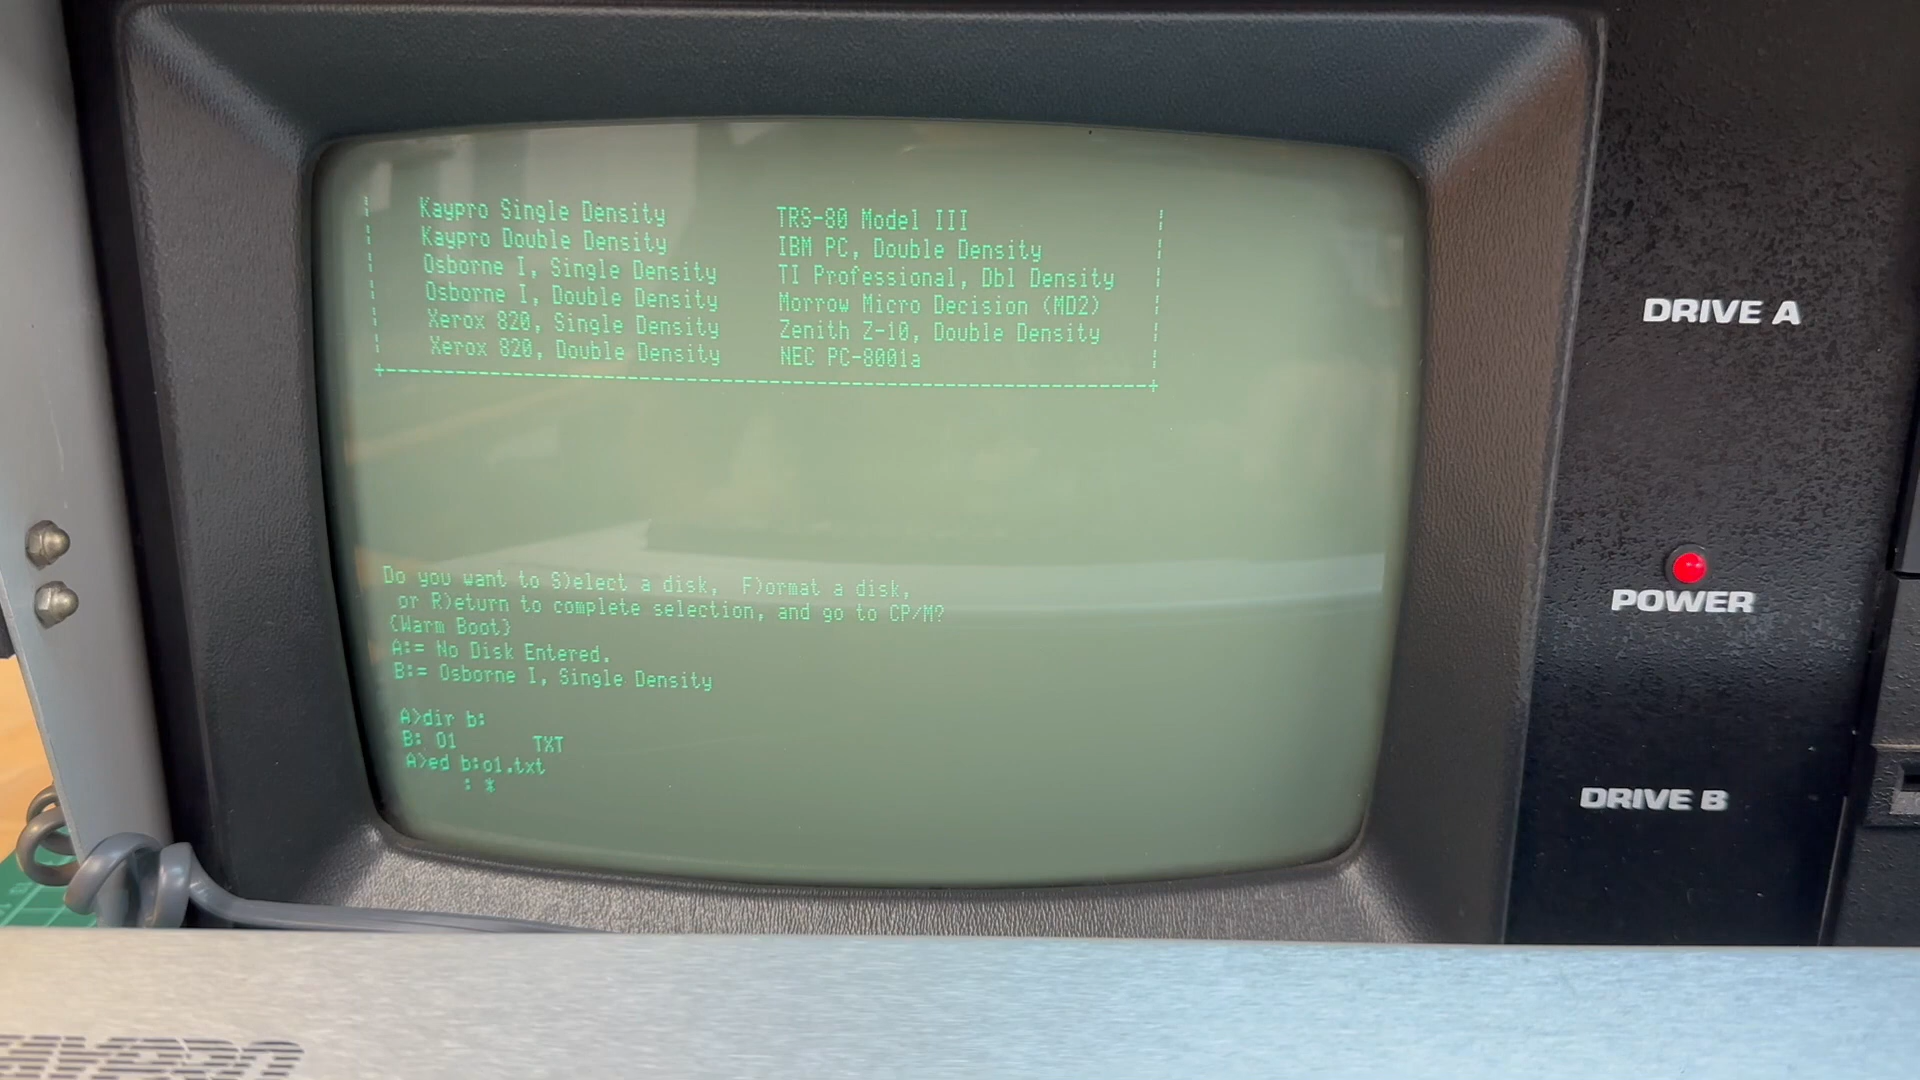 Kaypro Single Density TRS-80 Model III
Kaypro Double Density IBM PC, Double Density
Osborne I, Single Density TI Professional, Dbl Density
Osborne I, Double Density Morrow Micro Decision (MD2)
Xerox 820, Single Density Zenith Z-10, Double Density
Xerox 820, Double Density NEC PC-8001a
Do you want to S)elect a disk, F)ormat a disk,
or R)eturn to complete selection, and go to CP/M?
{Warm Boot}
A:= No Disk Entered.
B:= Osborne I, Single Density
A>dir b:
B: O1 TXT
A>ed b:o1.txt
: *
DRIVE A
POWER
DRIVE B
KAYPRO